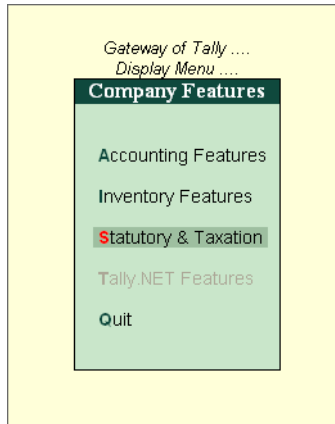 Gateway of Tally ....
Display Menu ....
Company Features
Accounting Features
Inventory Features
Statutory & Taxation
Tally.NET Features
Quit